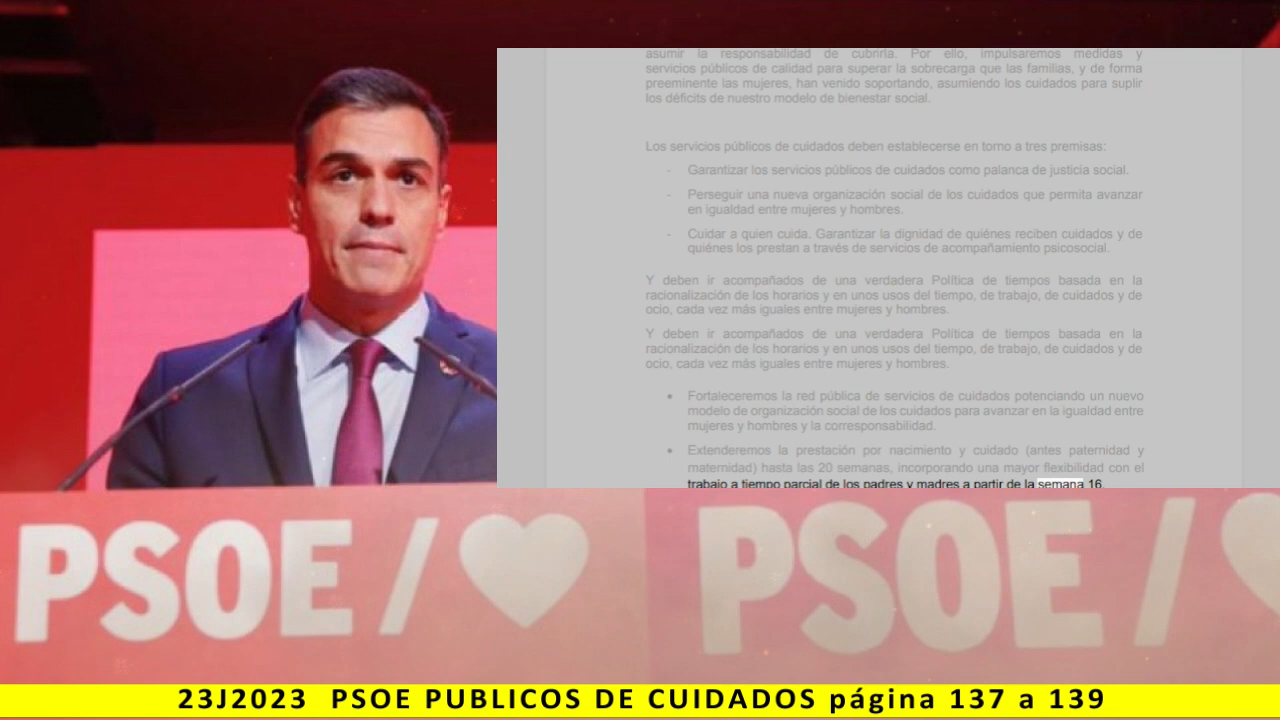 asumir la responsabilidad de cubrirla. Por ello, impulsaremos medidas y
servicios públicos de calidad para superar la sobrecarga que las familias, y de forma
preeminente las mujeres, han venido soportando, asumiendo los cuidados para suplir
los déficits de nuestro modelo de bienestar social.
Los servicios públicos de cuidados deben establecerse en torno a tres premisas:
- Garantizar los servicios públicos de cuidados como palanca de justicia social.
- Perseguir una nueva organización social de los cuidados que permita avanzar
en igualdad entre mujeres y hombres.
- Cuidar a quien cuida. Garantizar la dignidad de quiénes reciben cuidados y de
quiénes los prestan a través de servicios de acompañamiento psicosocial.
Y deben ir acompañados de una verdadera Política de tiempos basada en la
racionalización de los horarios y en unos usos del tiempo, de trabajo, de cuidados y de
ocio, cada vez más iguales entre mujeres y hombres.
Y deben ir acompañados de una verdadera Política de tiempos basada en la
racionalización de los horarios y en unos usos del tiempo, de trabajo, de cuidados y de
ocio, cada vez más iguales entre mujeres y hombres.
• Fortaleceremos la red pública de servicios de cuidados potenciando un nuevo
modelo de organización social de los cuidados para avanzar en la igualdad entre
mujeres y hombres y la corresponsabilidad.
• Extenderemos la prestación por nacimiento y cuidado (antes paternidad y
maternidad) hasta las 20 semanas, incorporando una mayor flexibilidad con el
trabajo a tiempo parcial de los padres y madres a partir de la semana 16.
PSOE / PSOE /
23J2023 PSOE PUBLICOS DE CUIDADOS página 137 a 139